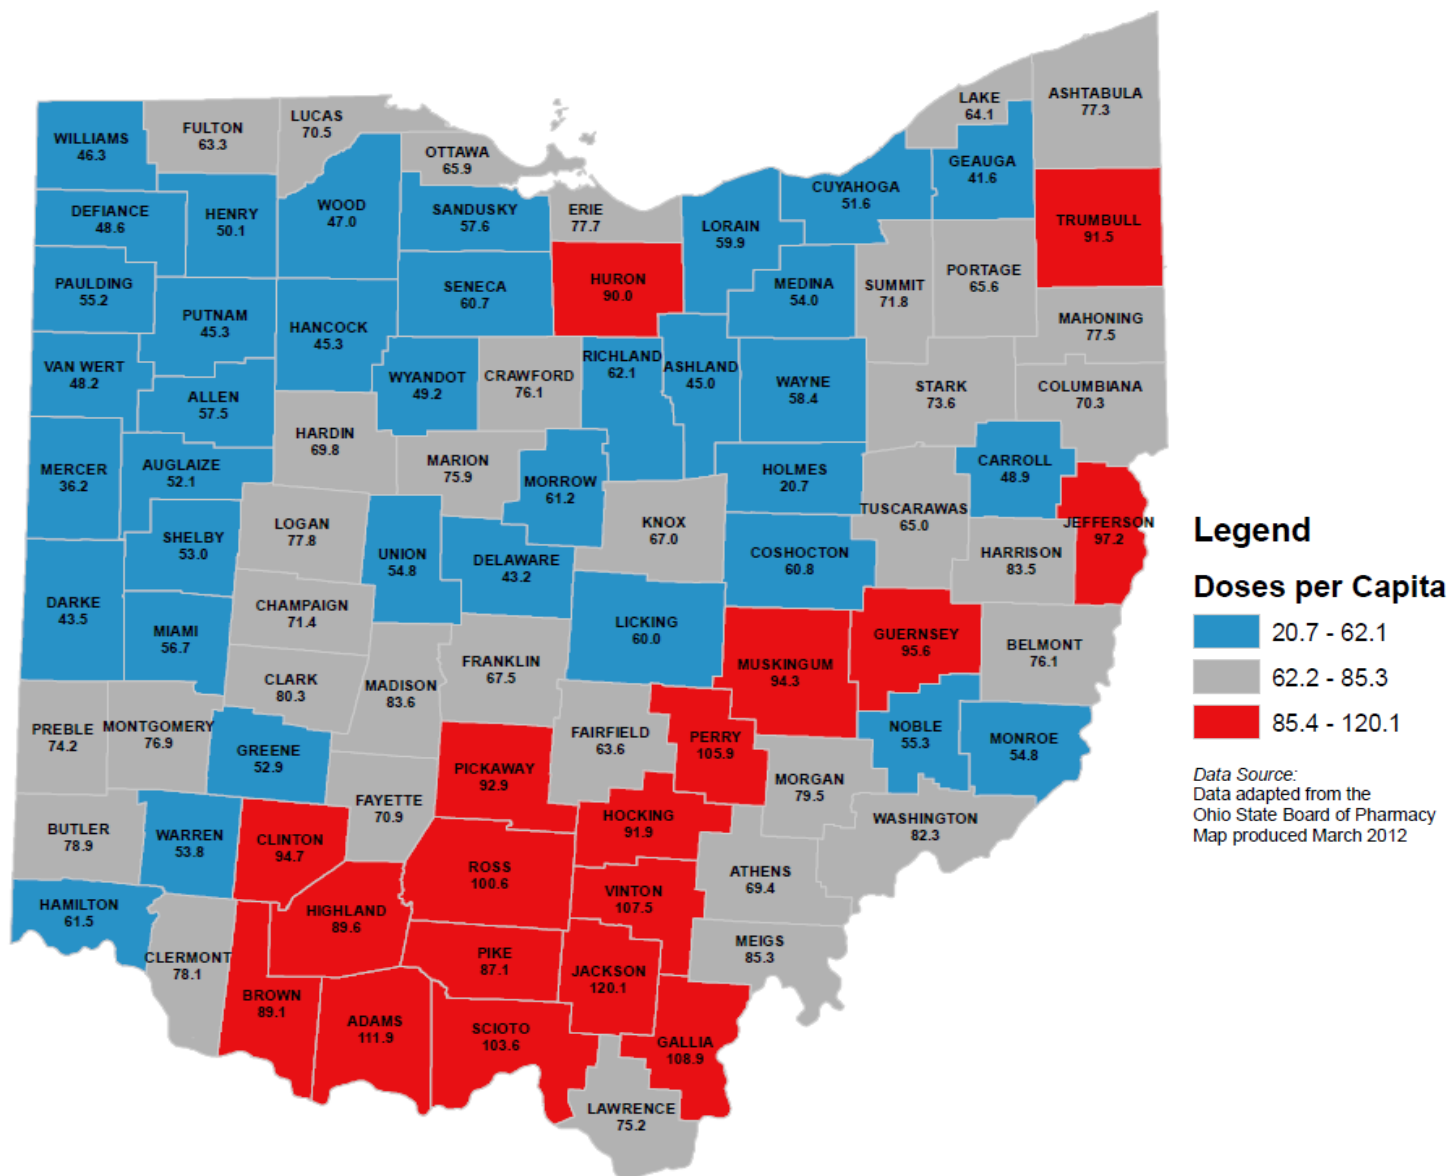 LAKE
64.1
ASHTABULA
77.3
WILLIAMS
46.3
FULTON
63.3
LUCAS
70.5
OTTAWA
65.9
GEAUGA
41.6
CUYAHOGA
51.6
DEFIANCE
48.6
HENRY
50.1
WOOD
47.0
SANDUSKY
57.6
ERIE
77.7
LORAIN
59.9
TRUMBULL
91.5
PAULDING
55.2
PUTNAM
45.3
HANCOCK
45.3
SENECA
60.7
HURON
90.0
MEDINA
54.0
SUMMIT
71.8
PORTAGE
65.6
MAHONING
77.5
VAN WERT
48.2
ALLEN
57.5
WYANDOT
49.2
CRAWFORD
76.1
RICHLAND
62.1
ASHLAND
45.0
WAYNE
58.4
STARK
73.6
COLUMBIANA
70.3
HARDIN
69.8
MERCER
36.2
AUGLAIZE
52.1
MARION
75.9
MORROW
61.2
HOLMES
20.7
CARROLL
48.9
TUSCARAWAS
65.0
JEFFERSON
97.2
SHELBY
53.0
LOGAN
77.8
UNION
54.8
DELAWARE
43.2
KNOX
67.0
COSHOCTON
60.8
HARRISON
83.5
DARKE
43.5
MIAMI
56.7
CHAMPAIGN
71.4
LICKING
60.0
GUERNSEY
95.6
BELMONT
76.1
CLARK
80.3
MADISON
83.6
FRANKLIN
67.5
MUSKINGUM
94.3
PREBLE
74.2
MONTGOMERY
76.9
GREENE
52.9
FAIRFIELD
63.6
PERRY
105.9
NOBLE
55.3
MONROE
54.8
PICKAWAY
92.9
MORGAN
79.5
FAYETTE
70.9
HOCKING
91.9
WASHINGTON
82.3
BUTLER
78.9
WARREN
53.8
CLINTON
94.7
ROSS
100.6
ATHENS
69.4
VINTON
107.5
HAMILTON
61.5
HIGHLAND
89.6
CLERMONT
78.1
PIKE
87.1
MEIGS
85.3
JACKSON
120.1
BROWN
89.1
ADAMS
111.9
SCIOTO
103.6
GALLIA
108.9
LAWRENCE
75.2
Legend
Doses per Capita
20.7 - 62.1
62.2 - 85.3
85.4 - 120.1
Data Source:
Data adapted from the
Ohio State Board of Pharmacy
Map produced March 2012